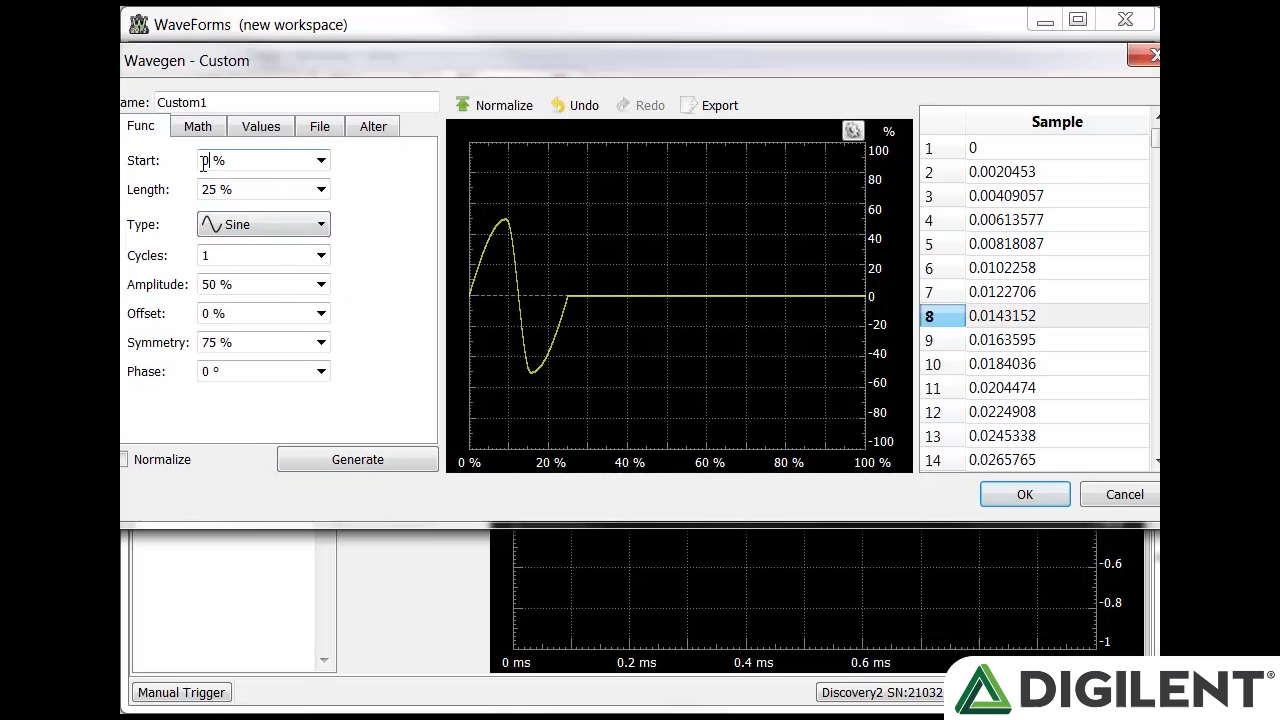 WaveForms (new workspace)
Wavegen - Custom
ame: Custom1
Func Math Values File Alter
Start: 0 %
Length: 25 %
Type: Sine
Cycles: 1
Amplitude: 50 %
Offset: 0 %
Symmetry: 75 %
Phase: 0 °
Normalize Generate
Normalize Undo Redo Export
%
100
80
60
40
20
0
-20
-40
-60
-80
-100
0 % 20 % 40 % 60 % 80 % 100 %
Sample
1 0
2 0.0020453
3 0.00409057
4 0.00613577
5 0.00818087
6 0.0102258
7 0.0122706
8 0.0143152
9 0.0163595
10 0.0184036
11 0.0204474
12 0.0224908
13 0.0245338
14 0.0265765
OK Cancel
-0.6
-0.8
-1
0 ms 0.2 ms 0.4 ms 0.6 ms
Manual Trigger Discovery2 SN:21032
DIGILENT®